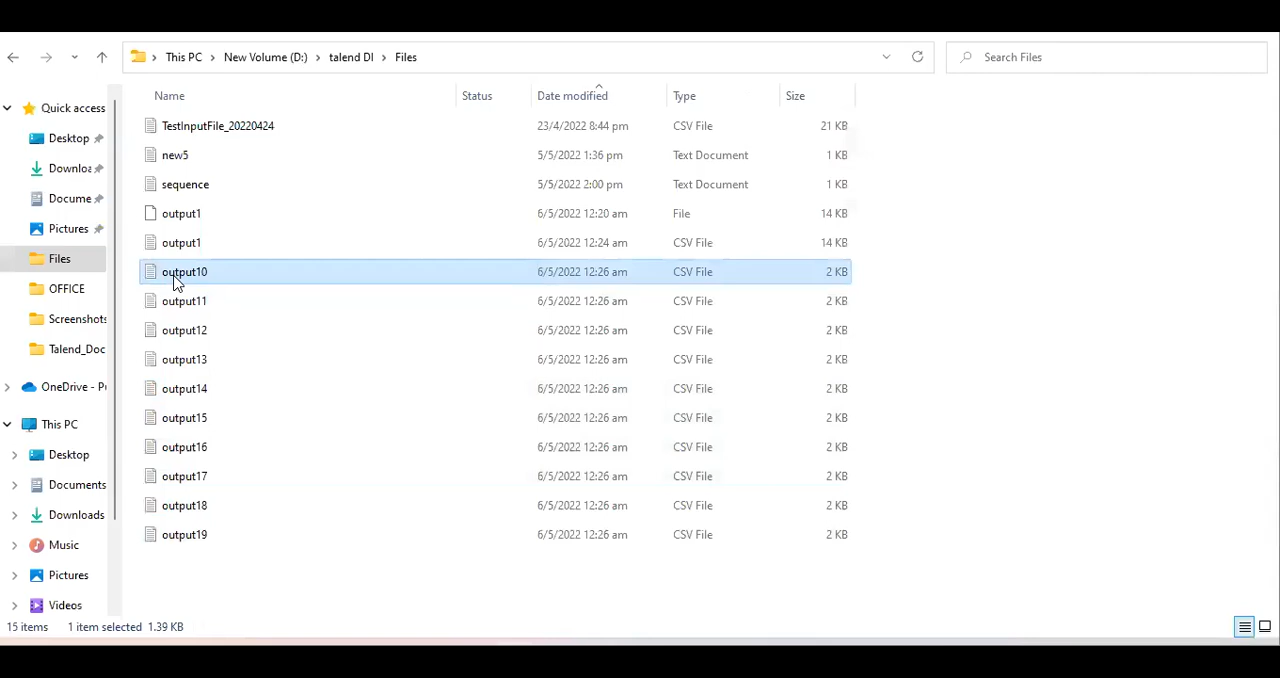 This PC > New Volume (D:) > talend DI > Files
Search Files
Name Status Date modified Type Size
Quick access
Desktop
Downloa
Docume
Pictures
Files
OFFICE
Screenshots
Talend_Doc
OneDrive - P
This PC
Desktop
Documents
Downloads
Music
Pictures
Videos
TestInputFile_20220424 23/4/2022 8:44 pm CSV File 21 KB
new5 5/5/2022 1:36 pm Text Document 1 KB
sequence 5/5/2022 2:00 pm Text Document 1 KB
output1 6/5/2022 12:20 am File 14 KB
output1 6/5/2022 12:24 am CSV File 14 KB
output10 6/5/2022 12:26 am CSV File 2 KB
output11 6/5/2022 12:26 am CSV File 2 KB
output12 6/5/2022 12:26 am CSV File 2 KB
output13 6/5/2022 12:26 am CSV File 2 KB
output14 6/5/2022 12:26 am CSV File 2 KB
output15 6/5/2022 12:26 am CSV File 2 KB
output16 6/5/2022 12:26 am CSV File 2 KB
output17 6/5/2022 12:26 am CSV File 2 KB
output18 6/5/2022 12:26 am CSV File 2 KB
output19 6/5/2022 12:26 am CSV File 2 KB
15 items 1 item selected 1.39 KB